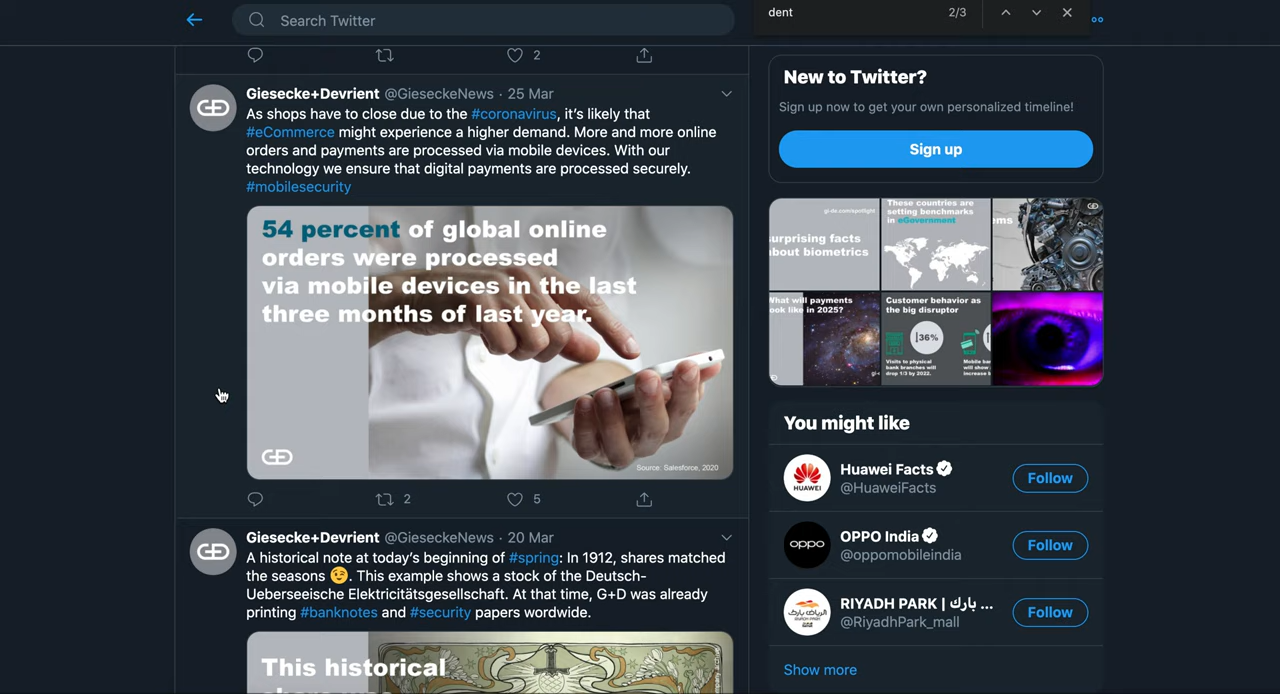 Search Twitter
dent
2/3
2
Giesecke+Devrient @GieseckeNews · 25 Mar
As shops have to close due to the #coronavirus, it's likely that
#eCommerce might experience a higher demand. More and more online
orders and payments are processed via mobile devices. With our
technology we ensure that digital payments are processed securely.
#mobilesecurity
54 percent of global online
orders were processed
via mobile devices in the last
three months of last year.
Source: Salesforce, 2020
2
5
Giesecke+Devrient @GieseckeNews · 20 Mar
A historical note at today's beginning of #spring: In 1912, shares matched
the seasons 😉. This example shows a stock of the Deutsch-
Ueberseeische Elektricitätsgesellschaft. At that time, G+D was already
printing #banknotes and #security papers wordwide.
This historical
New to Twitter?
Sign up now to get your own personalized timeline!
Sign up
gi-de.com/spotlight
urprising facts
bout biometrics
These countries are
setting benchmarks
in eGovernment
ems
What will payments
ook like in 2025?
Customer behavior as
the big disruptor
36%
Visits to physical
bank branches will
drop 1/3 by 2022.
Mobile ba
will show
increase b
You might like
Huawei Facts
@HuaweiFacts
HUAWEI
Follow
OPPO India
@oppomobileindia
oppo
Follow
RIYADH PARK | بارك ...
@RiyadhPark_mall
Follow
Show more